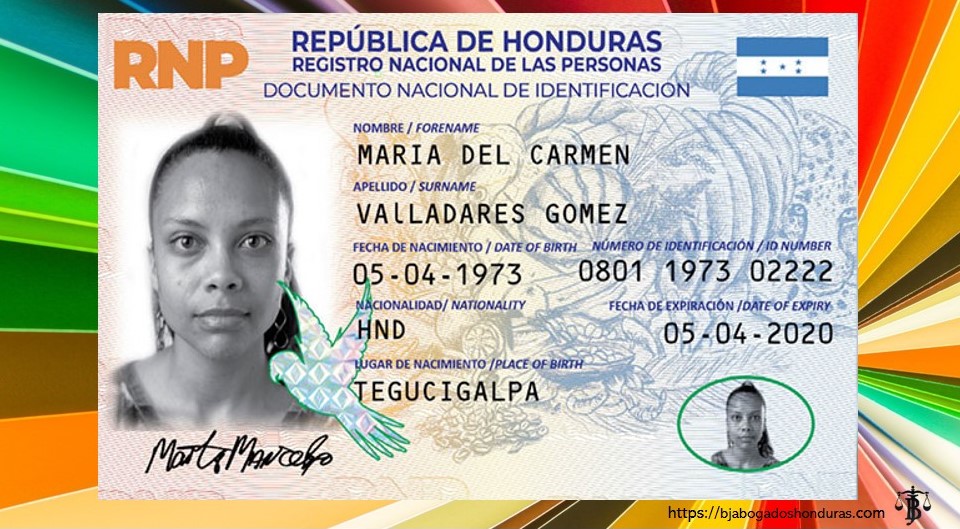 RNP
REPÚBLICA DE HONDURAS
REGISTRO NACIONAL DE LAS PERSONAS
DOCUMENTO NACIONAL DE IDENTIFICACIÓN
NOMBRE / FORENAME
MARIA DEL CARMEN
APELLIDO / SURNAME
VALLADARES GOMEZ
FECHA DE NACIMIENTO / DATE OF BIRTH NÚMERO DE IDENTIFICACIÓN / ID NUMBER
05-04-1973 0801 1973 02222
NACIONALIDAD/ NATIONALITY FECHA DE EXPIRACIÓN /DATE OF EXPIRY
HND 05-04-2020
LUGAR DE NACIMIENTO /PLACE OF BIRTH
TEGUCIGALPA
https://bjabogadoshonduras.com